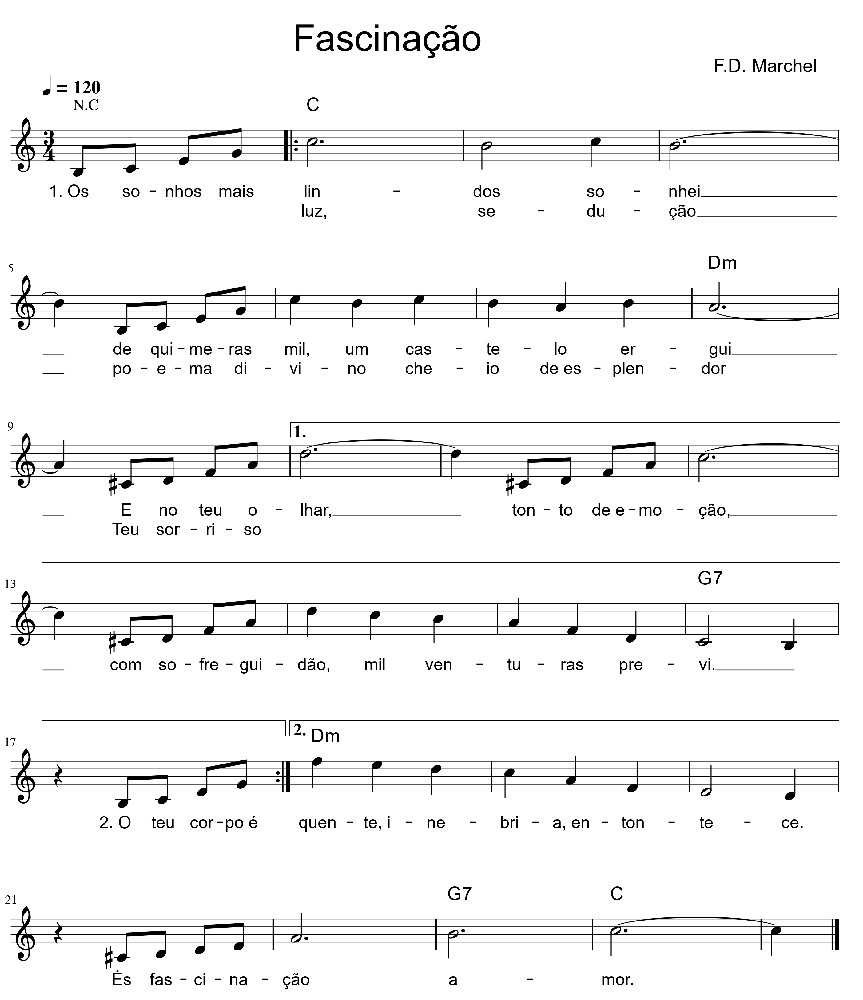 Fascinação
F.D. Marchel
= 120
N.C
C
3
4
1. Os so - nhos mais lin - dos so - nhei
luz, se - du - ção
5
Dm
de qui - me - ras mil, um cas - te - lo er - gui
po - e - ma di - vi - no che - io de es - plen - dor
9
1.
E no teu o - lhar, ton - to de e - mo - ção,
Teu sor - ri - so
13
G7
com so - fre - gui - dão, mil ven - tu - ras pre - vi.
17
2. Dm
2. O teu cor - po é quen - te, i - ne - bri - a, en - ton - te - ce.
21
G7 C
És fas - ci - na - ção a - mor.